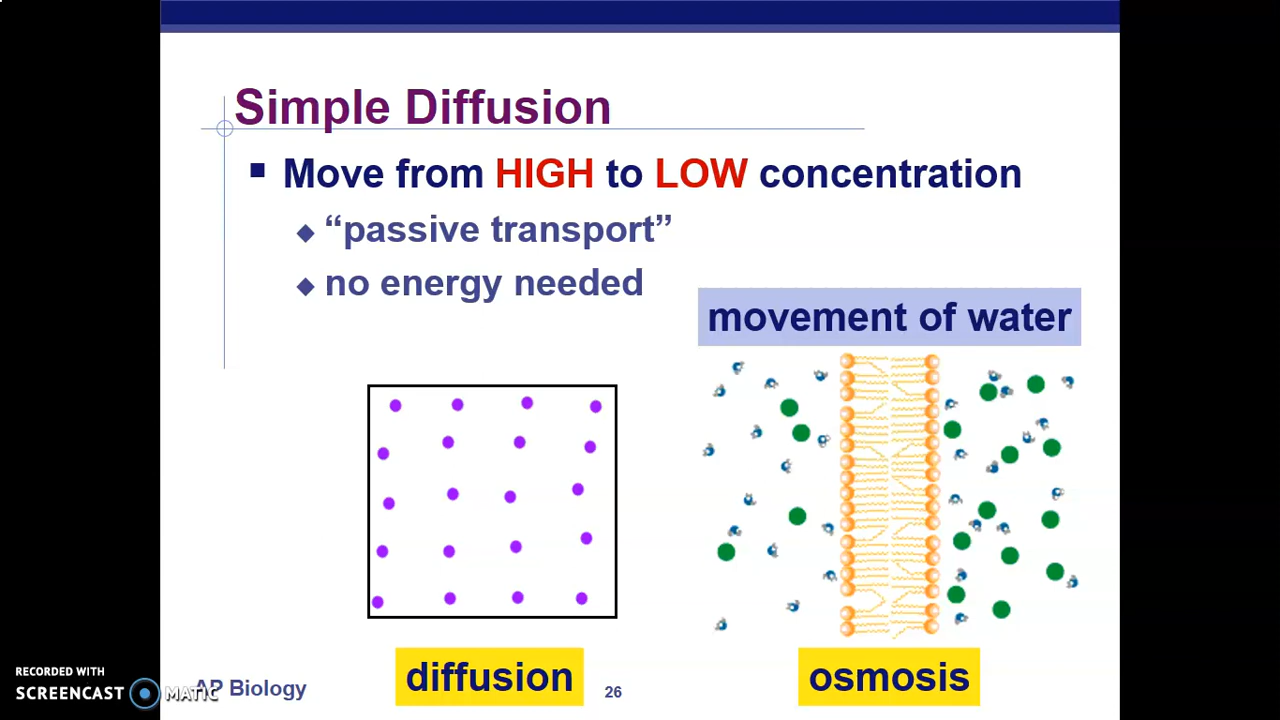 Simple Diffusion
Move from HIGH to LOW concentration
“passive transport”
no energy needed
movement of water
diffusion
osmosis
RECORDED WITH
SCREENCAST MATIC
AP Biology
26